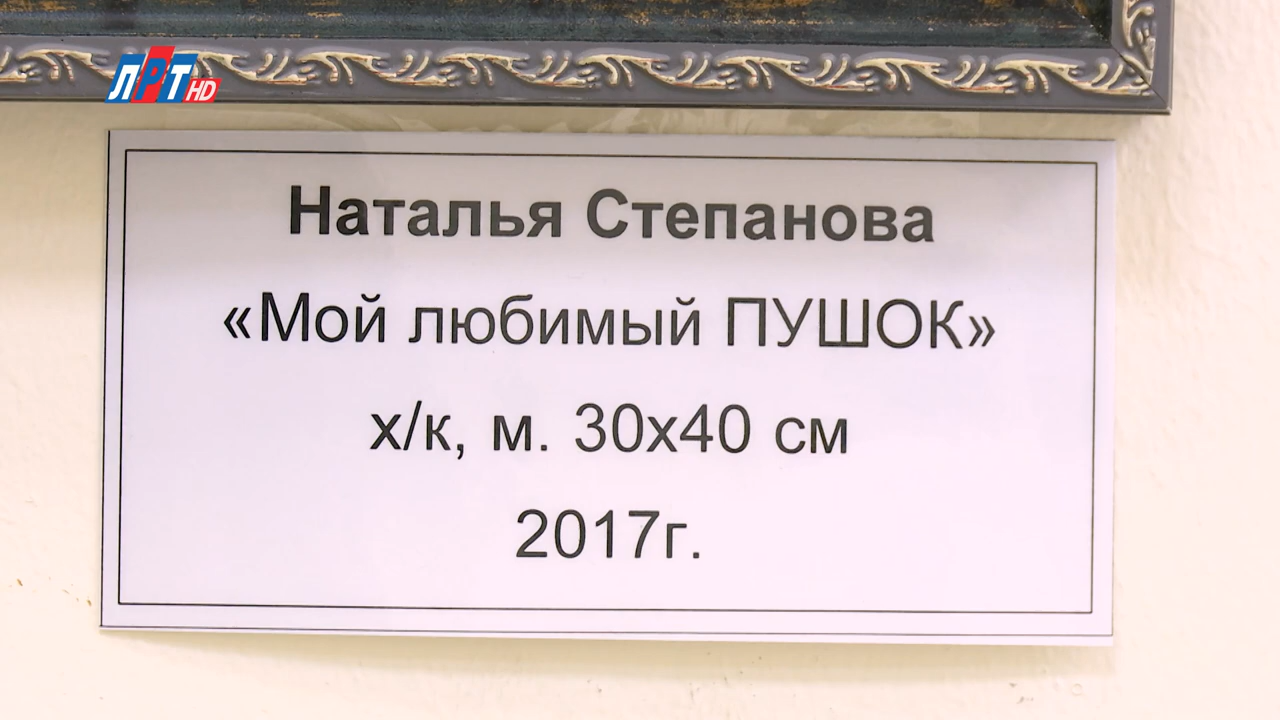 ЛРТ HD
Наталья Степанова
«Мой любимый ПУШОК»
х/к, м. 30х40 см
2017г.